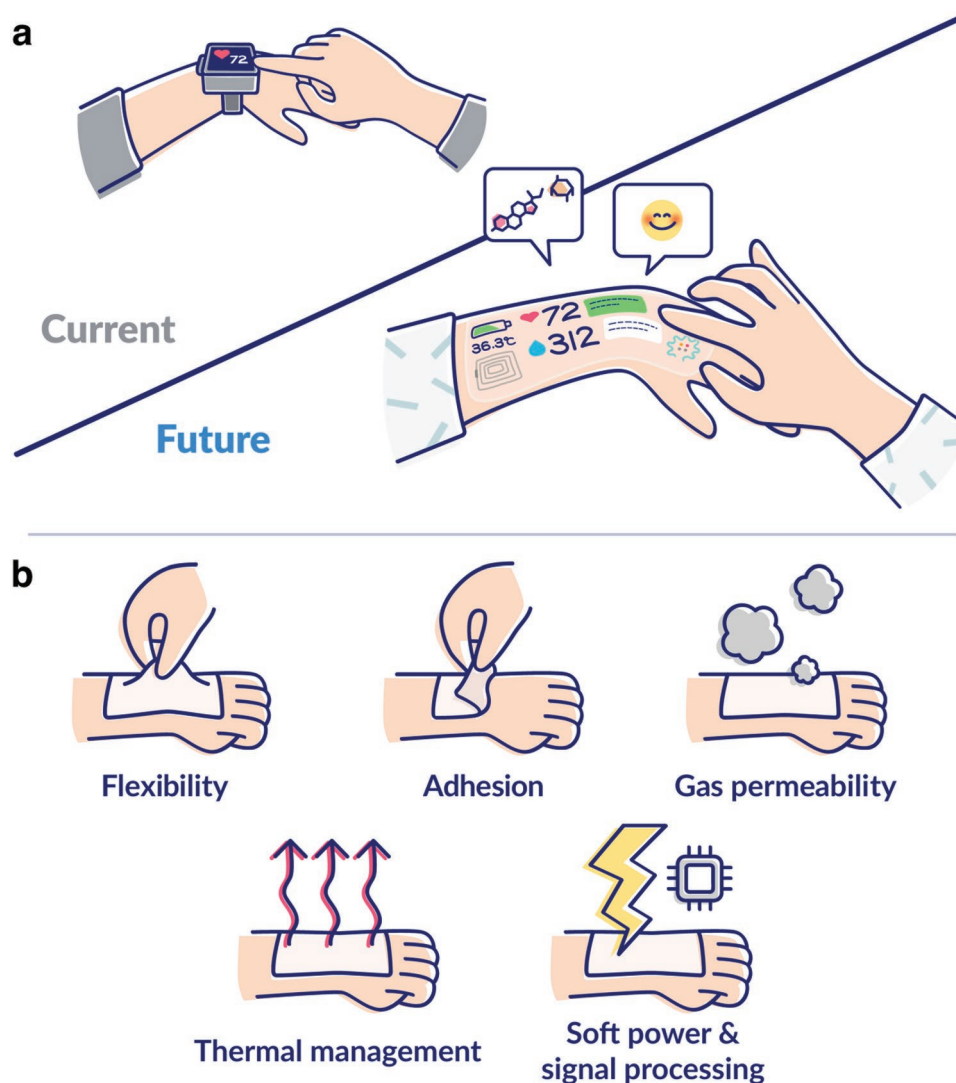 a
72
Current
36.3℃
72
312
Future
b
Flexibility
Adhesion
Gas permeability
Thermal management
Soft power &
signal processing